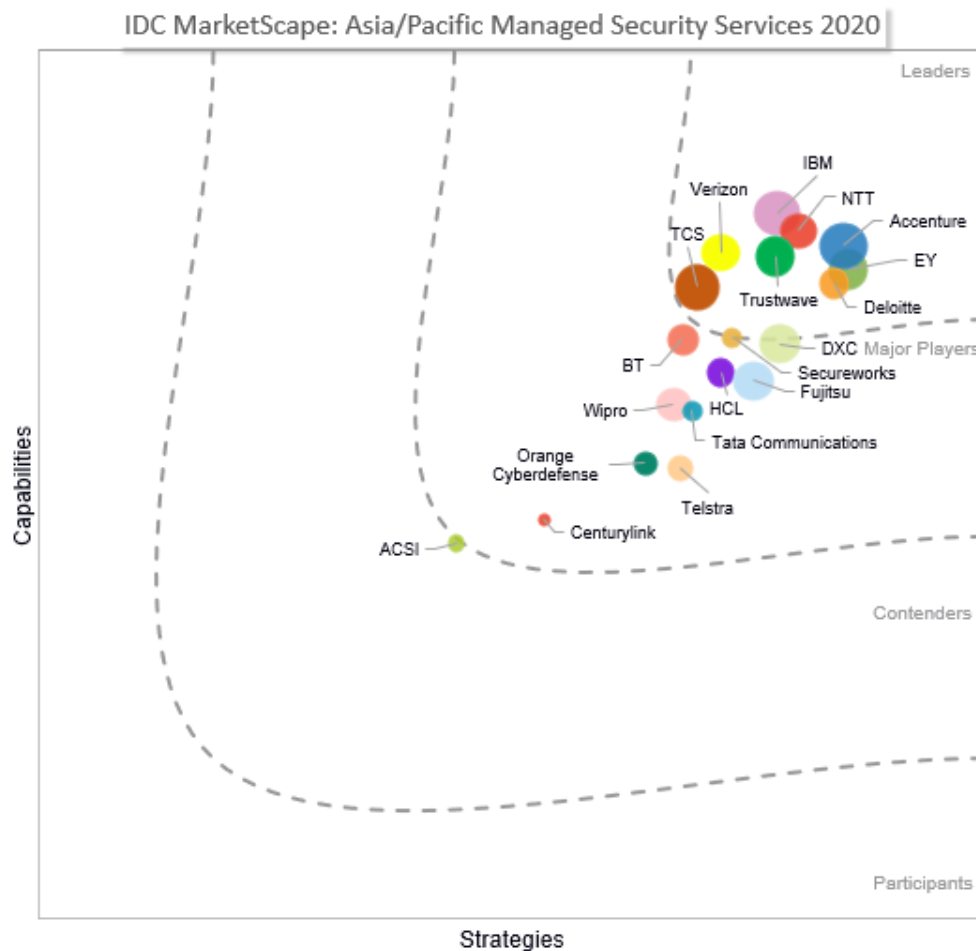 IDC MarketScape: Asia/Pacific Managed Security Services 2020
Leaders
IBM
Verizon
NTT
TCS
Accenture
EY
Trustwave
Deloitte
DXC
Major Players
BT
Secureworks
Fujitsu
Wipro
HCL
Tata Communications
Orange
Cyberdefense
Telstra
Centurylink
ACSI
Capabilities
Contenders
Participants
Strategies